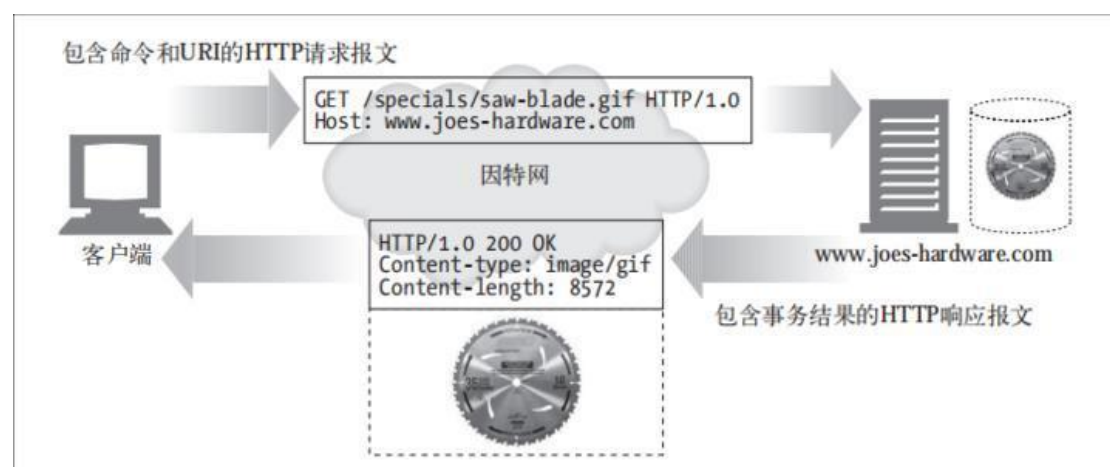 包含命令和URI的HTTP请求报文
GET /specials/saw-blade.gif HTTP/1.0
Host: www.joes-hardware.com
因特网
客户端
HTTP/1.0 200 OK
Content-type: image/gif
Content-length: 8572
www.joes-hardware.com
包含事务结果的HTTP响应报文